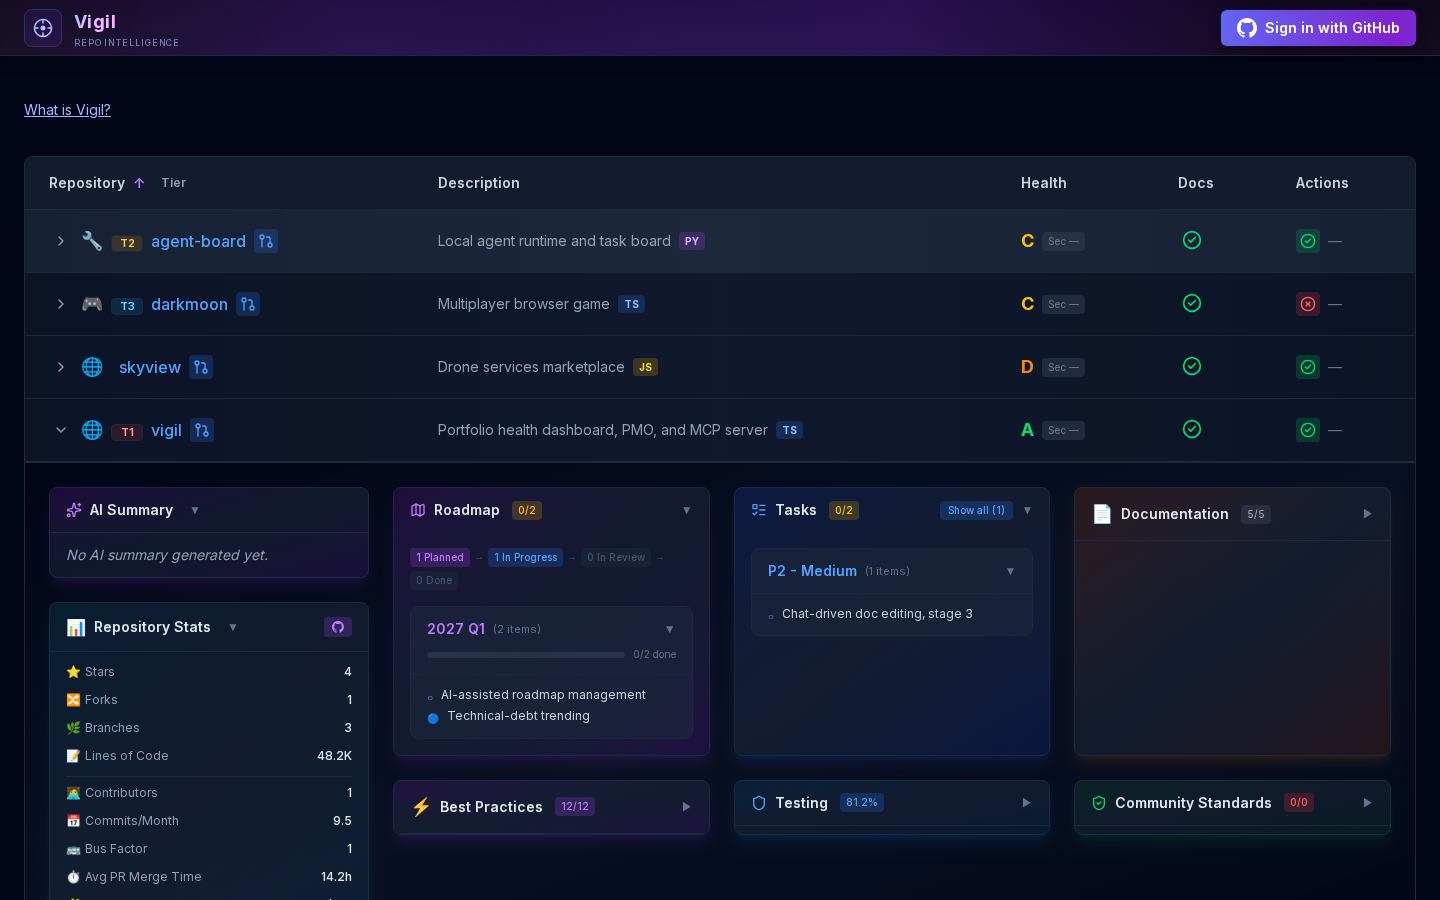 Vigil
REPO INTELLIGENCE
Sign in with GitHub
What is Vigil?
Repository ↑ Tier Description Health Docs Actions
T2 agent-board Local agent runtime and task board PY C Sec — —
T3 darkmoon Multiplayer browser game TS C Sec — —
skyview Drone services marketplace JS D Sec — —
T1 vigil Portfolio health dashboard, PMO, and MCP server TS A Sec — —
AI Summary ▼
No AI summary generated yet.
Repository Stats ▼
Stars 4
Forks 1
Branches 3
Lines of Code 48.2K
Contributors 1
Commits/Month 9.5
Bus Factor 1
Avg PR Merge Time 14.2h
Roadmap 0/2 ▼
1 Planned → 1 In Progress → 0 In Review →
0 Done
2027 Q1 (2 items) ▼
0/2 done
AI-assisted roadmap management
Technical-debt trending
Tasks 0/2 Show all (1) ▼
P2 - Medium (1 items) ▼
Chat-driven doc editing, stage 3
Documentation 5/5 ▶
Best Practices 12/12 ▶
Testing 81.2% ▶
Community Standards 0/0 ▶